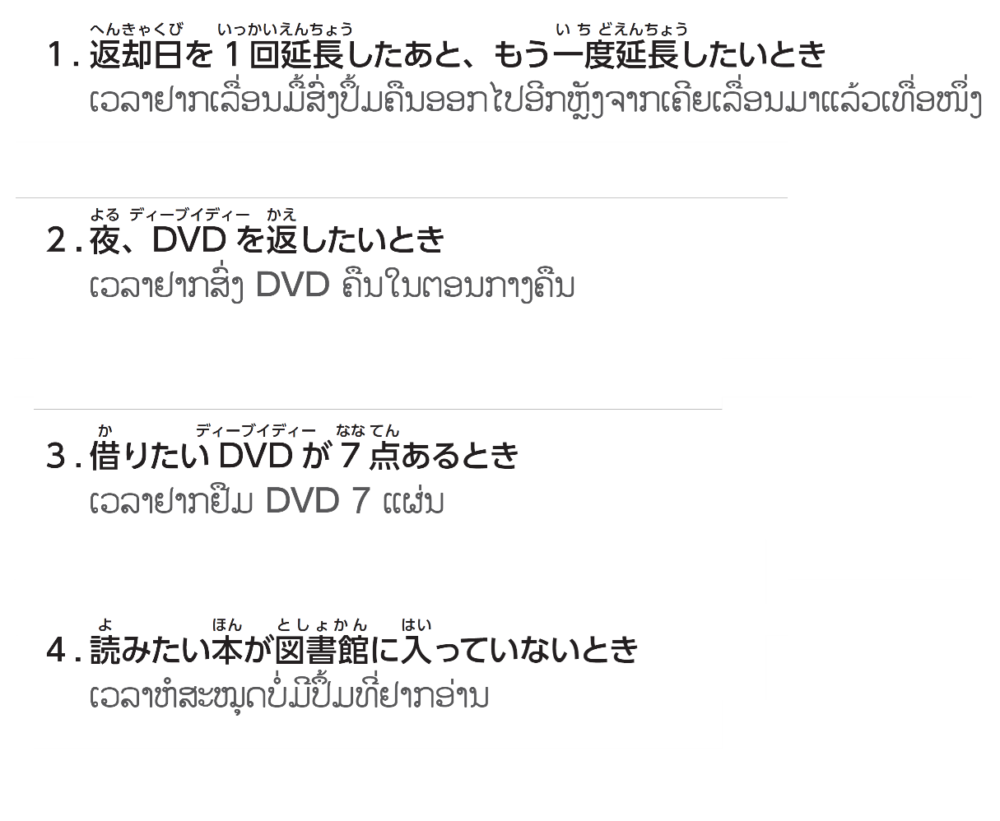 へんきゃくび いっかいえんちょう いちどえんちょう
1. 返却日を1回延長したあと、もう一度延長したいとき
ເວລາຢາກເລື່ອນມື້ສົ່ງປຶ້ມຄືນອອກໄປອີກຫຼັງຈາກເຄີຍເລື່ອນມາແລ້ວເທື່ອໜຶ່ງ
よる ディーブイディー かえ
2. 夜、DVD を返したいとき
ເວລາຢາກສົ່ງ DVD ຄືນໃນຕອນກາງຄືນ
か ディーブイディー なな てん
3. 借りたい DVD が 7 点あるとき
ເວລາຢາກຢືມ DVD 7 ແຜ່ນ
よ ほん としょかん はい
4. 読みたい本が図書館に入っていないとき
ເວລາຫໍສະໝຸດບໍ່ມີປຶ້ມທີ່ຢາກອ່ານ